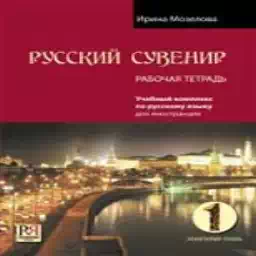 Ирина Мозелова
РУССКИЙ СУВЕНИР
РАБОЧАЯ ТЕТРАДЬ
Учебный комплекс
по русскому языку
для иностранцев
1